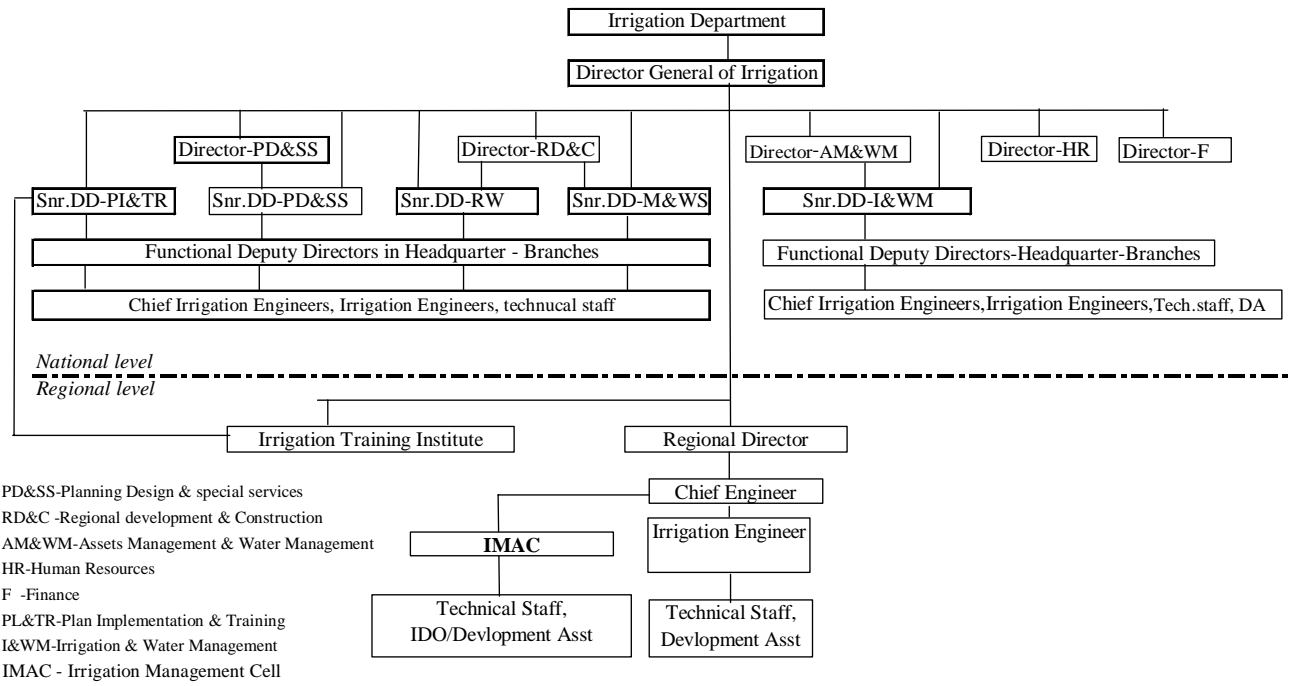 Irrigation Department
Director General of Irrigation
Director-PD&SS
Director-RD&C
Director-AM&WM
Director-HR
Director-F
Snr.DD-PI&TR
Snr.DD-PD&SS
Snr.DD-RW
Snr.DD-M&WS
Snr.DD-I&WM
Functional Deputy Directors in Headquarter - Branches
Functional Deputy Directors-Headquarter-Branches
Chief Irrigation Engineers, Irrigation Engineers, technucal staff
Chief Irrigation Engineers,Irrigation Engineers,Tech.staff, DA
National level
Regional level
Irrigation Training Institute
Regional Director
Chief Engineer
Irrigation Engineer
IMAC
Technical Staff,
IDO/Devlopment Asst
Technical Staff,
Devlopment Asst
PD&SS-Planning Design & special services
RD&C -Regional development & Construction
AM&WM-Assets Management & Water Management
HR-Human Resources
F -Finance
PL&TR-Plan Implementation & Training
I&WM-Irrigation & Water Management
IMAC - Irrigation Management Cell